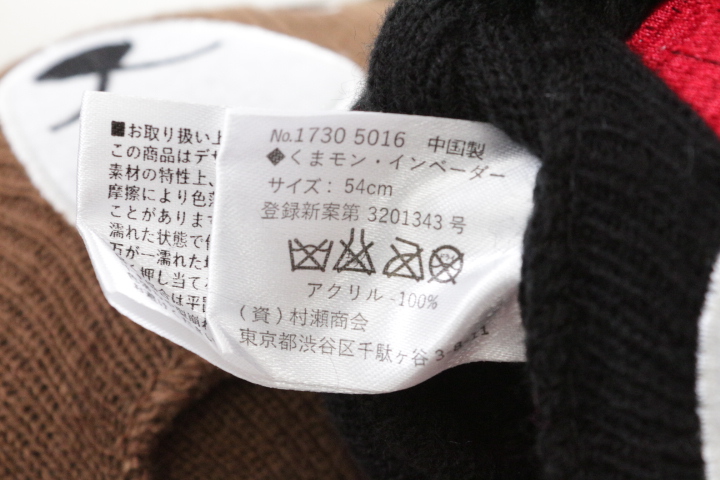 ■お取り扱い上
この商品はデザ
素材の特性上、
摩擦により色落
ことがありま
濡れた状態で
万が一濡れた
押し当て
は平
No.1730 5016 中国製
◆くまモン・インベーダー
サイズ: 54cm
登録新案第 3201343 号
アクリル -100%
(資)村瀬商会
東京都渋谷区千駄ヶ谷